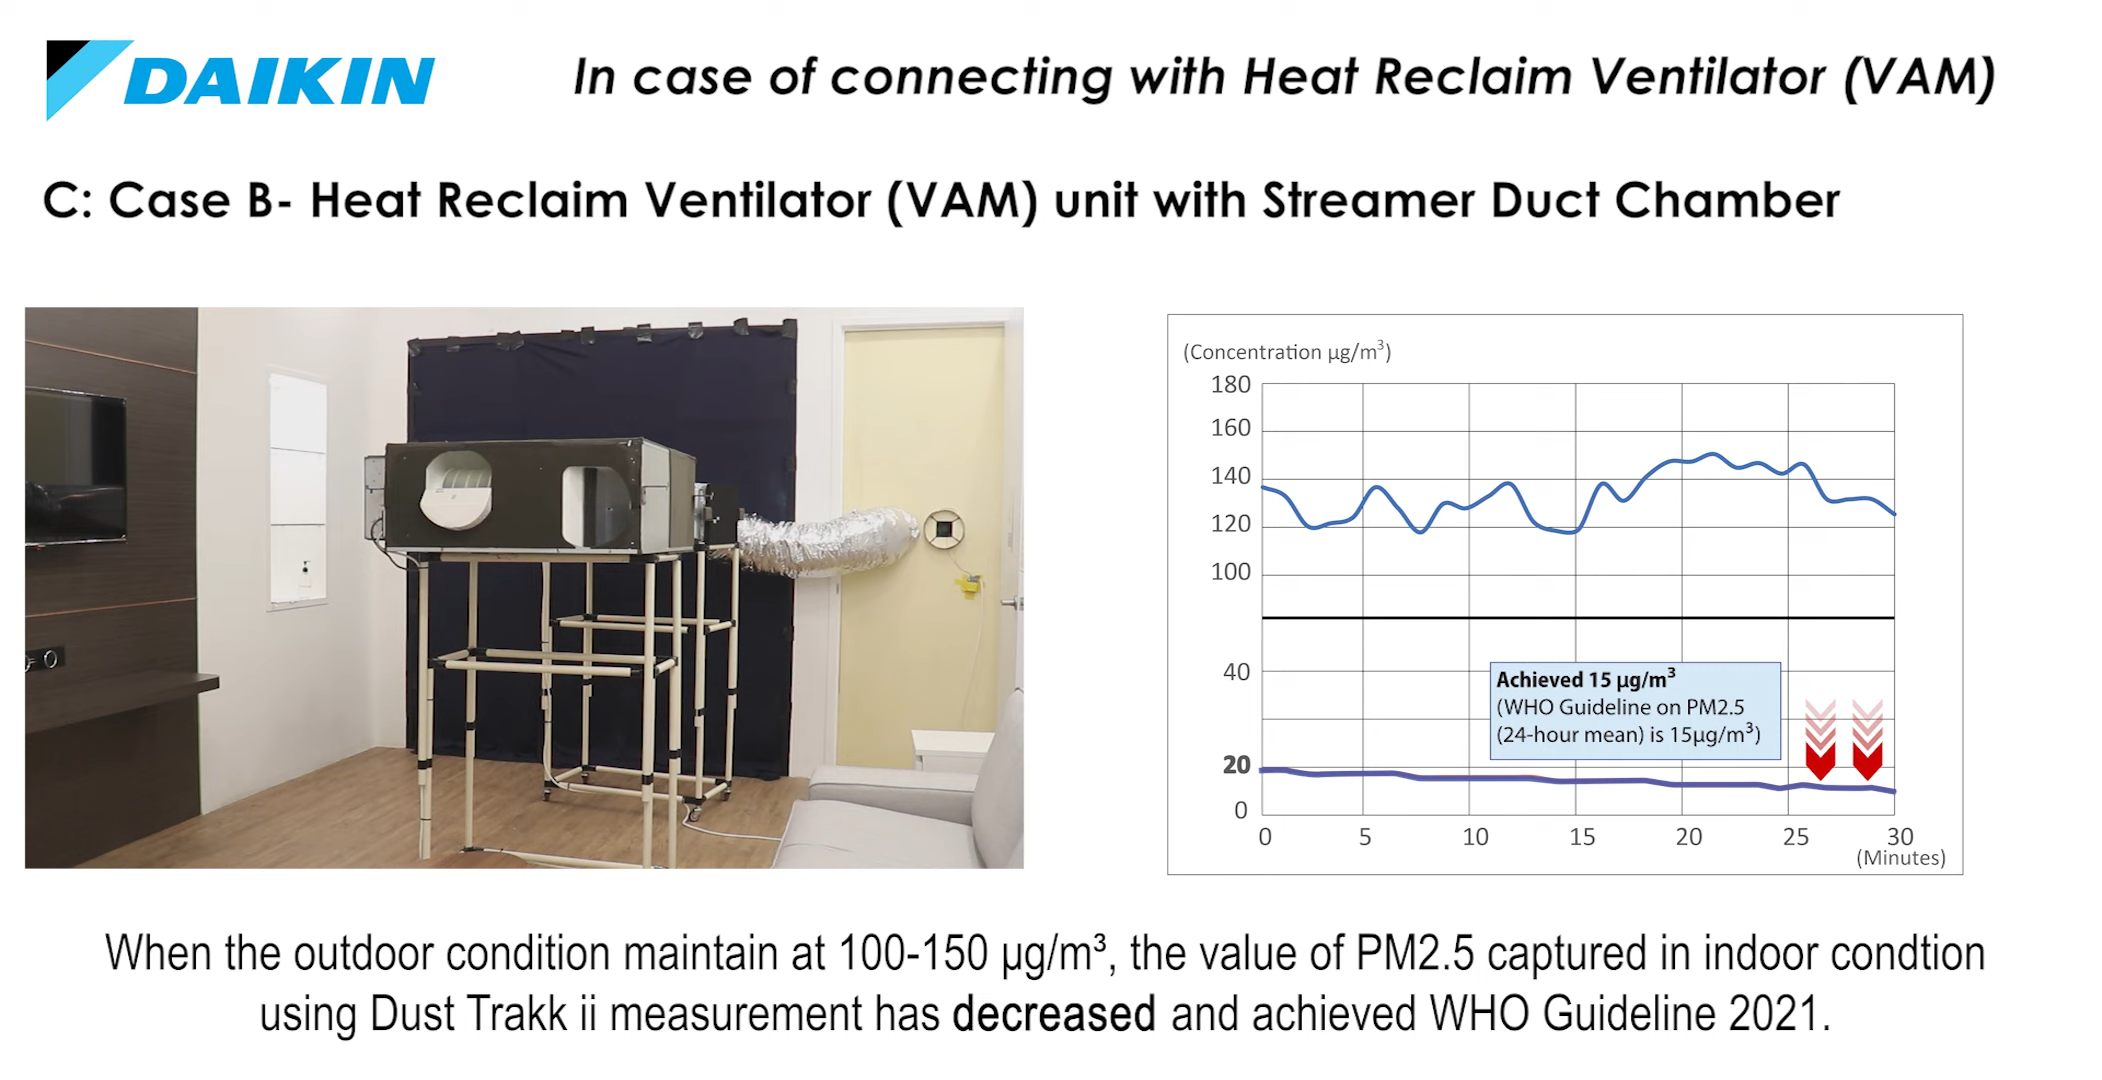 DAIKIN
In case of connecting with Heat Reclaim Ventilator (VAM)
C: Case B- Heat Reclaim Ventilator (VAM) unit with Streamer Duct Chamber
(Concentration µg/m³)
180
160
140
120
100
40
20
0
Achieved 15 µg/m³
(WHO Guideline on PM2.5
(24-hour mean) is 15µg/m³)
0 5 10 15 20 25 30
(Minutes)
When the outdoor condition maintain at 100-150 µg/m³, the value of PM2.5 captured in indoor condtion
using Dust Trakk ii measurement has decreased and achieved WHO Guideline 2021.